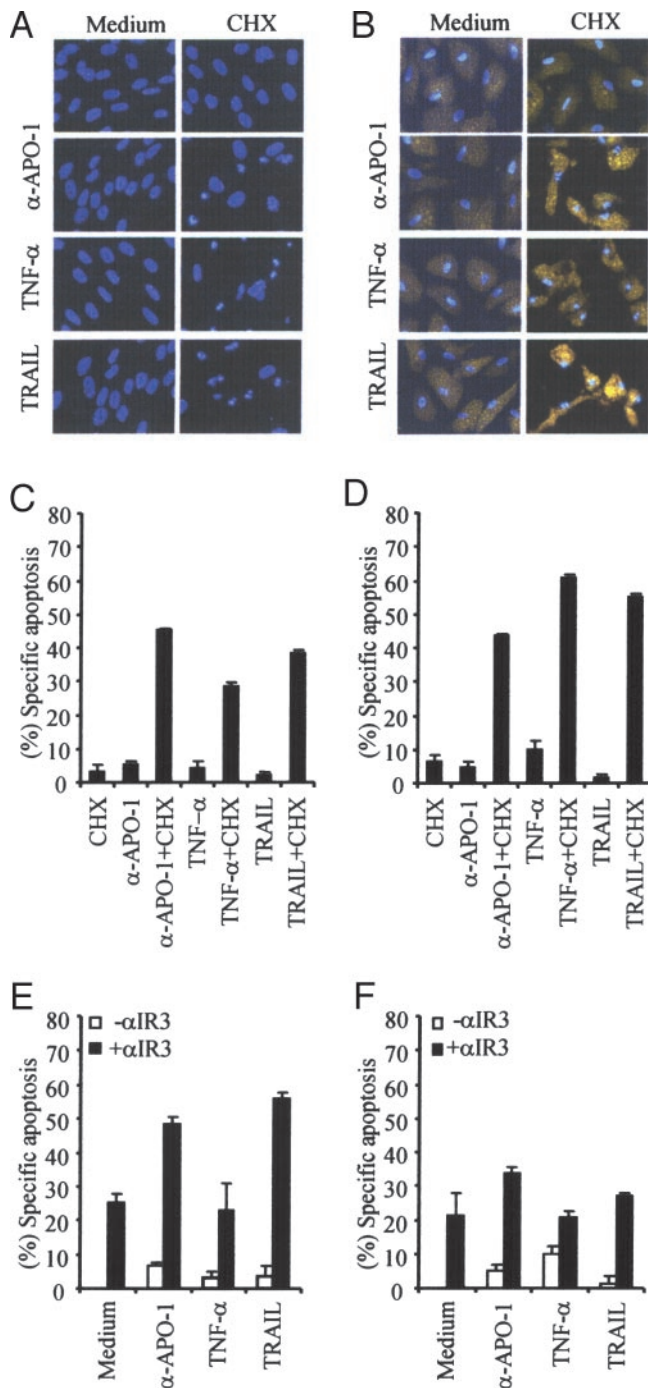 A
Medium
CHX
α-APO-1
TNF-α
TRAIL
B
Medium
CHX
α-APO-1
TNF-α
TRAIL
C
(%) Specific apoptosis
80
70
60
50
40
30
20
10
0
CHX
α-APO-1
α-APO-1+CHX
TNF-α
TNF-α+CHX
TRAIL
TRAIL+CHX
D
(%) Specific apoptosis
80
70
60
50
40
30
20
10
0
CHX
α-APO-1
α-APO-1+CHX
TNF-α
TNF-α+CHX
TRAIL
TRAIL+CHX
E
-αIR3
+αIR3
(%) Specific apoptosis
80
70
60
50
40
30
20
10
0
Medium
α-APO-1
TNF-α
TRAIL
F
-αIR3
+αIR3
(%) Specific apoptosis
80
70
60
50
40
30
20
10
0
Medium
α-APO-1
TNF-α
TRAIL